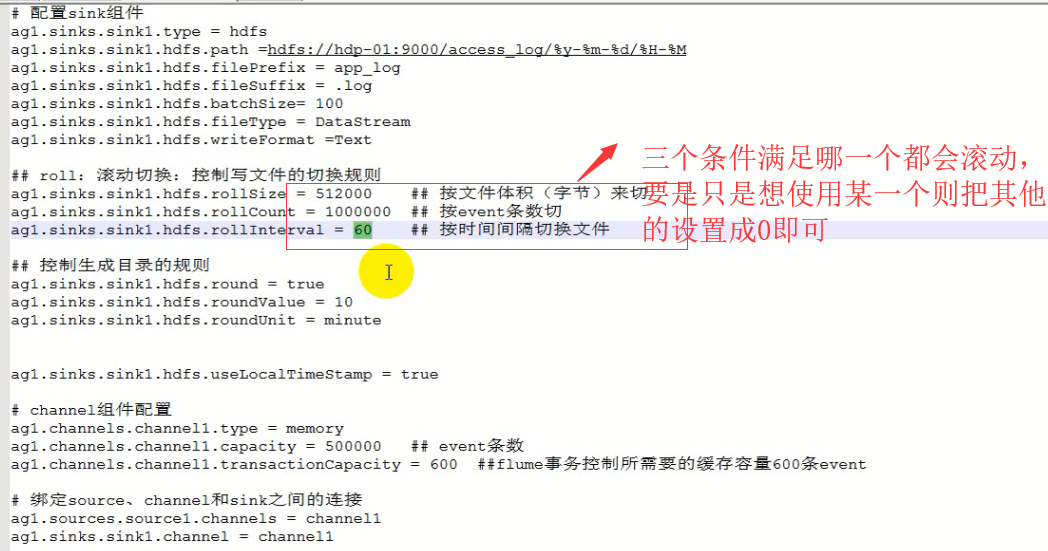 # 配置sink组件
ag1.sinks.sink1.type = hdfs
ag1.sinks.sink1.hdfs.path =hdfs://hdp-01:9000/access_log/%y-%m-%d/%H-%M
ag1.sinks.sink1.hdfs.filePrefix = app_log
ag1.sinks.sink1.hdfs.fileSuffix = .log
ag1.sinks.sink1.hdfs.batchSize= 100
ag1.sinks.sink1.hdfs.fileType = DataStream
ag1.sinks.sink1.hdfs.writeFormat =Text
## roll：滚动切换：控制写文件的切换规则
ag1.sinks.sink1.hdfs.rollSize = 512000    ## 按文件体积（字节）来切
ag1.sinks.sink1.hdfs.rollCount = 1000000  ## 按event条数切
ag1.sinks.sink1.hdfs.rollInterval = 60    ## 按时间间隔切换文件
三个条件满足哪一个都会滚动，
要是只是想使用某一个则把其他
的设置成0即可
## 控制生成目录的规则
ag1.sinks.sink1.hdfs.round = true
ag1.sinks.sink1.hdfs.roundValue = 10
ag1.sinks.sink1.hdfs.roundUnit = minute
ag1.sinks.sink1.hdfs.useLocalTimeStamp = true
# channel组件配置
ag1.channels.channel1.type = memory
ag1.channels.channel1.capacity = 500000   ## event条数
ag1.channels.channel1.transactionCapacity = 600  ##flume事务控制所需要的缓存容量600条event
# 绑定source、channel和sink之间的连接
ag1.sources.source1.channels = channel1
ag1.sinks.sink1.channel = channel1